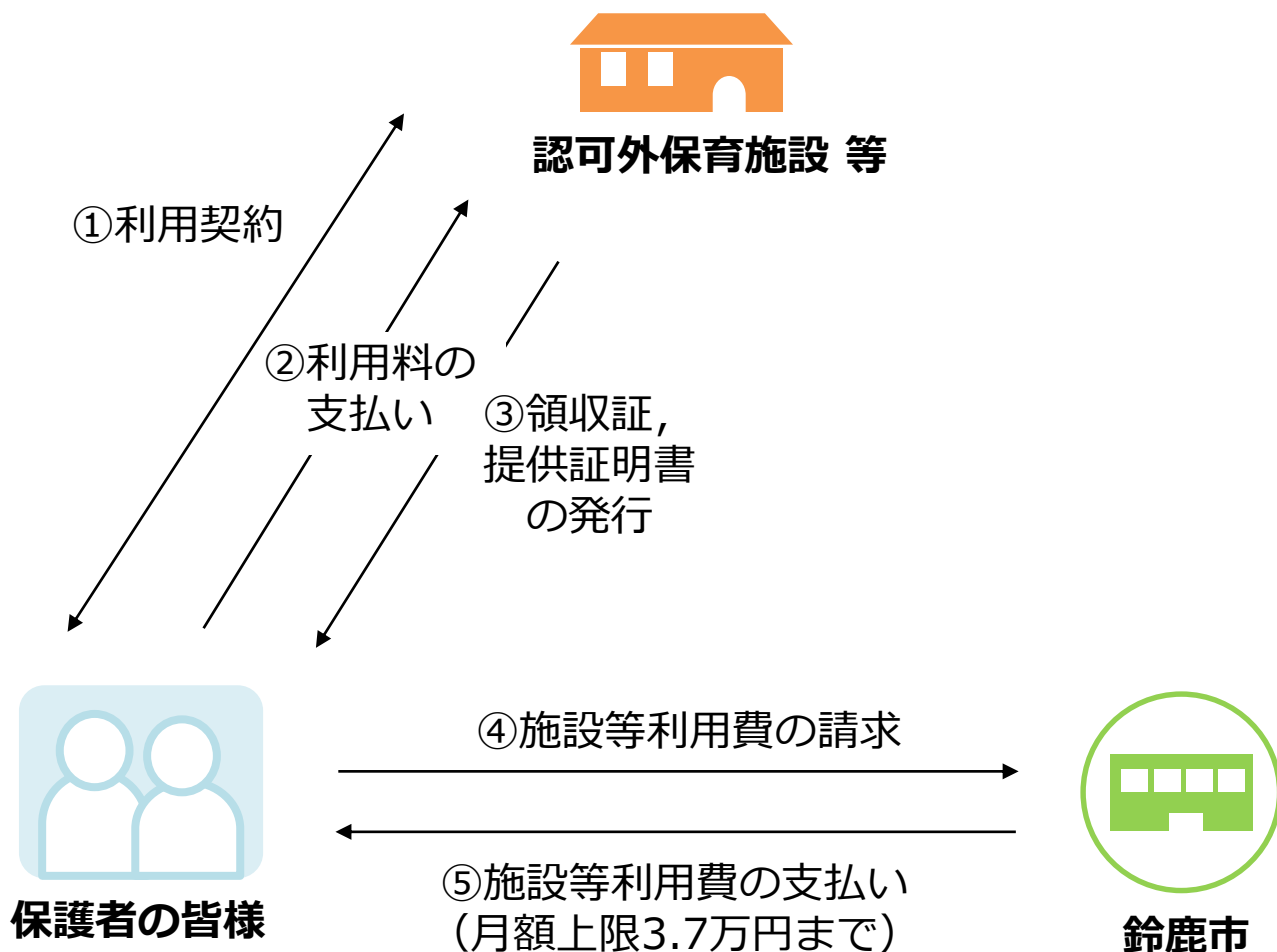 認可外保育施設 等
①利用契約
②利用料の
支払い
③領収証,
提供証明書
の発行
④施設等利用費の請求
⑤施設等利用費の支払い
（月額上限3.7万円まで）
保護者の皆様
鈴鹿市